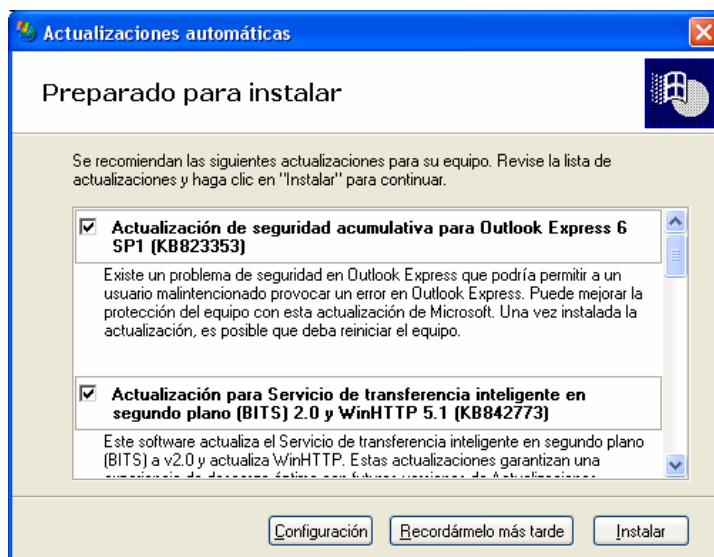 Actualizaciones automáticas
Preparado para instalar
Se recomiendan las siguientes actualizaciones para su equipo. Revise la lista de
actualizaciones y haga clic en "Instalar" para continuar.
Actualización de seguridad acumulativa para Outlook Express 6
SP1 (KB823353)
Existe un problema de seguridad en Outlook Express que podría permitir a un
usuario malintencionado provocar un error en Outlook Express. Puede mejorar la
protección del equipo con esta actualización de Microsoft. Una vez instalada la
actualización, es posible que deba reiniciar el equipo.
Actualización para Servicio de transferencia inteligente en
segundo plano (BITS) 2.0 y WinHTTP 5.1 (KB842773)
Este software actualiza el Servicio de transferencia inteligente en segundo plano
(BITS) a v2.0 y actualiza WinHTTP. Estas actualizaciones garantizan una
Configuración
Recordármelo más tarde
Instalar